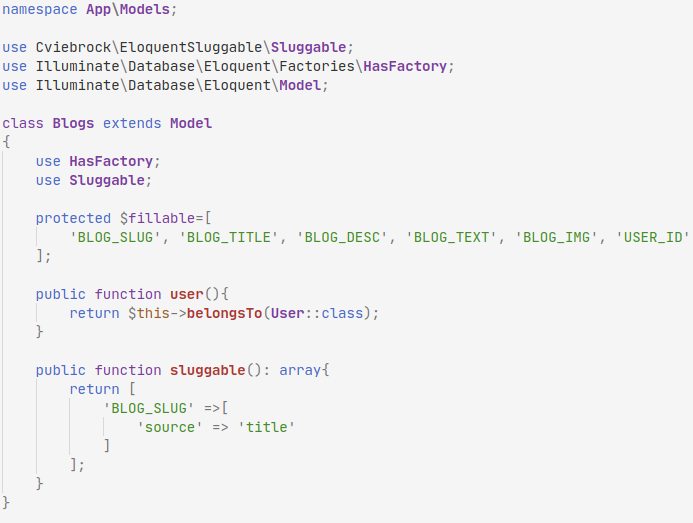 namespace App\Models;

use Cviebrock\EloquentSluggable\Sluggable;
use Illuminate\Database\Eloquent\Factories\HasFactory;
use Illuminate\Database\Eloquent\Model;

class Blogs extends Model
{
    use HasFactory;
    use Sluggable;

    protected $fillable=[
        'BLOG_SLUG', 'BLOG_TITLE', 'BLOG_DESC', 'BLOG_TEXT', 'BLOG_IMG', 'USER_ID'
    ];

    public function user(){
        return $this->belongsTo(User::class);
    }

    public function sluggable(): array{
        return [
            'BLOG_SLUG' =>[
                'source' => 'title'
            ]
        ];
    }
}